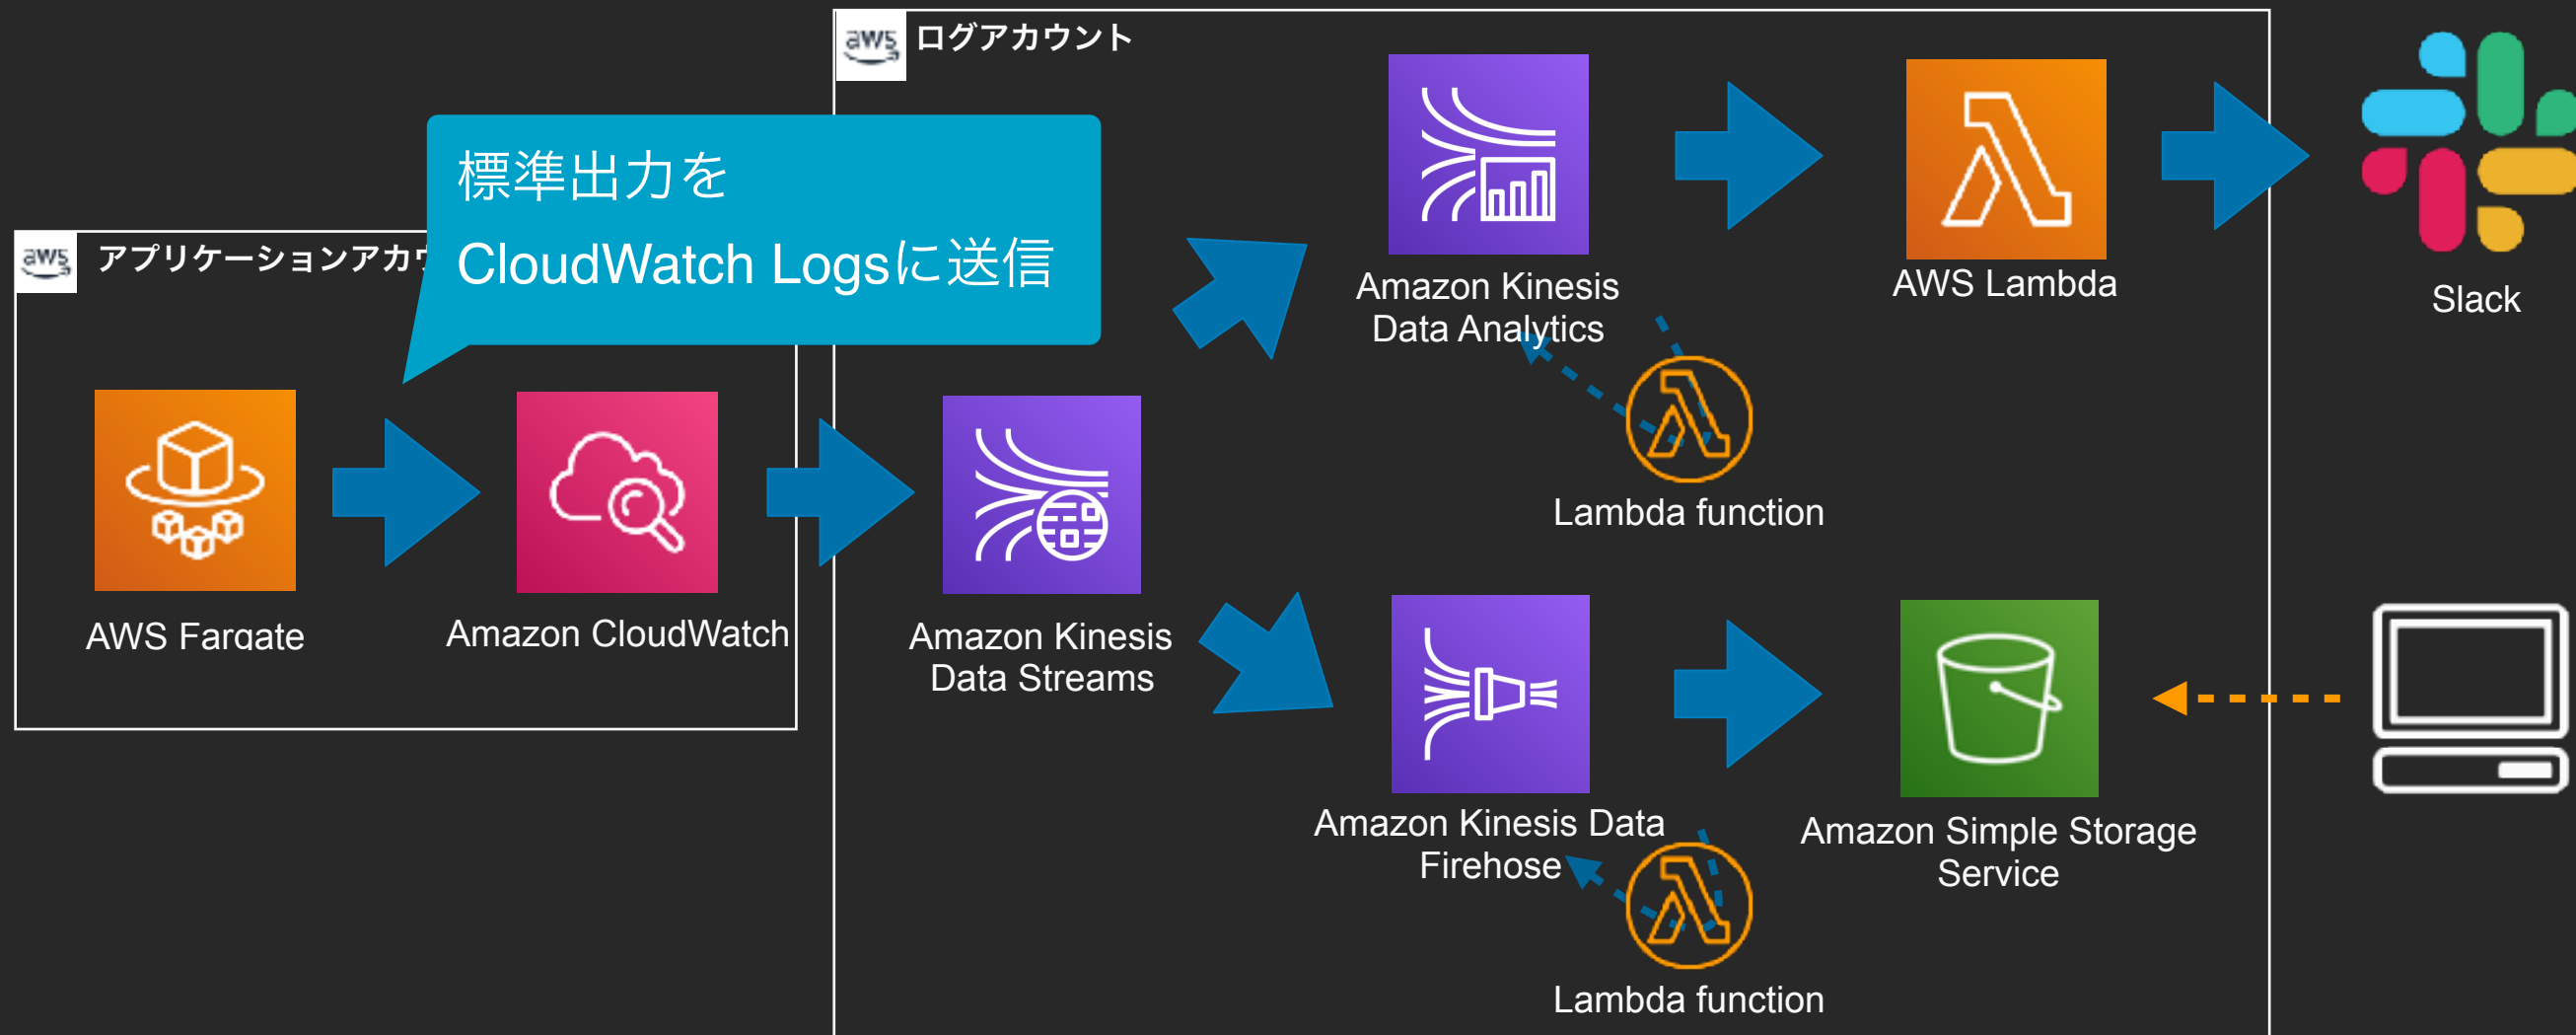 aws ログアカウント
標準出力を
CloudWatch Logsに送信
aws アプリケーションアカウ
Amazon Kinesis
Data Analytics
AWS Lambda
Slack
Lambda function
AWS Fargate
Amazon CloudWatch
Amazon Kinesis
Data Streams
Amazon Kinesis Data
Firehose
Amazon Simple Storage
Service
Lambda function